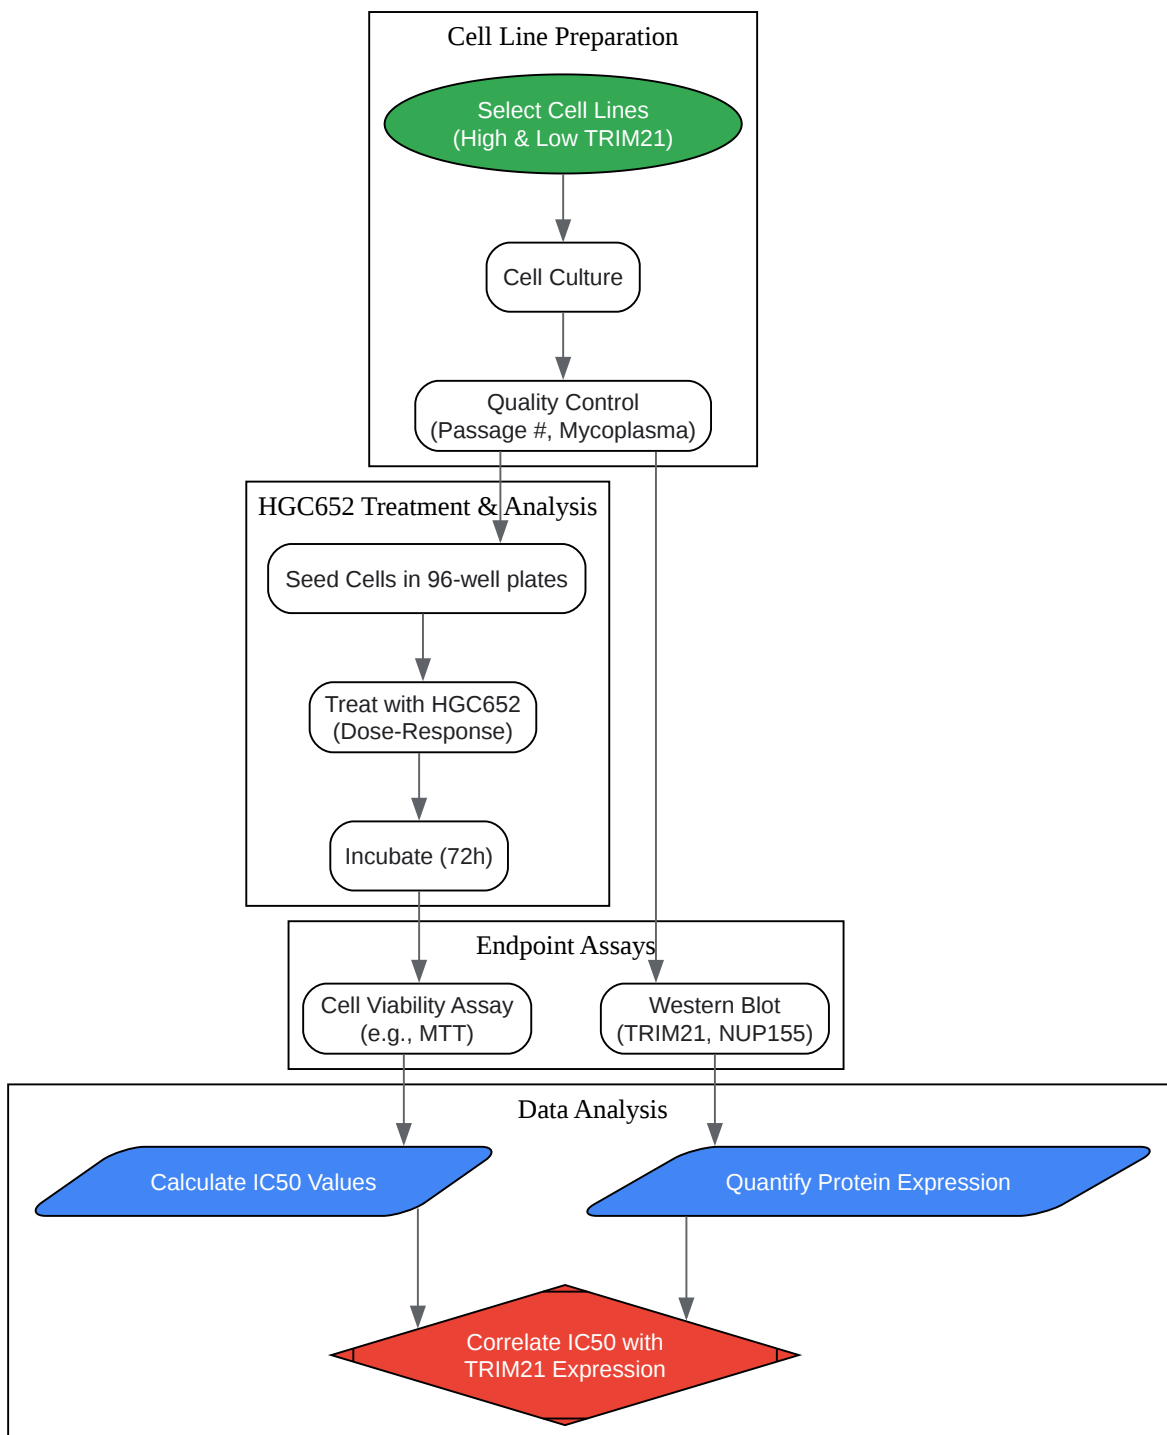 Cell Line Preparation
Select Cell Lines
(High & Low TRIM21)
Cell Culture
Quality Control
(Passage #, Mycoplasma)
HGC652 Treatment & Analysis
Seed Cells in 96-well plates
Treat with HGC652
(Dose-Response)
Incubate (72h)
Endpoint Assays
Cell Viability Assay
(e.g., MTT)
Western Blot
(TRIM21, NUP155)
Data Analysis
Calculate IC50 Values
Quantify Protein Expression
Correlate IC50 with
TRIM21 Expression